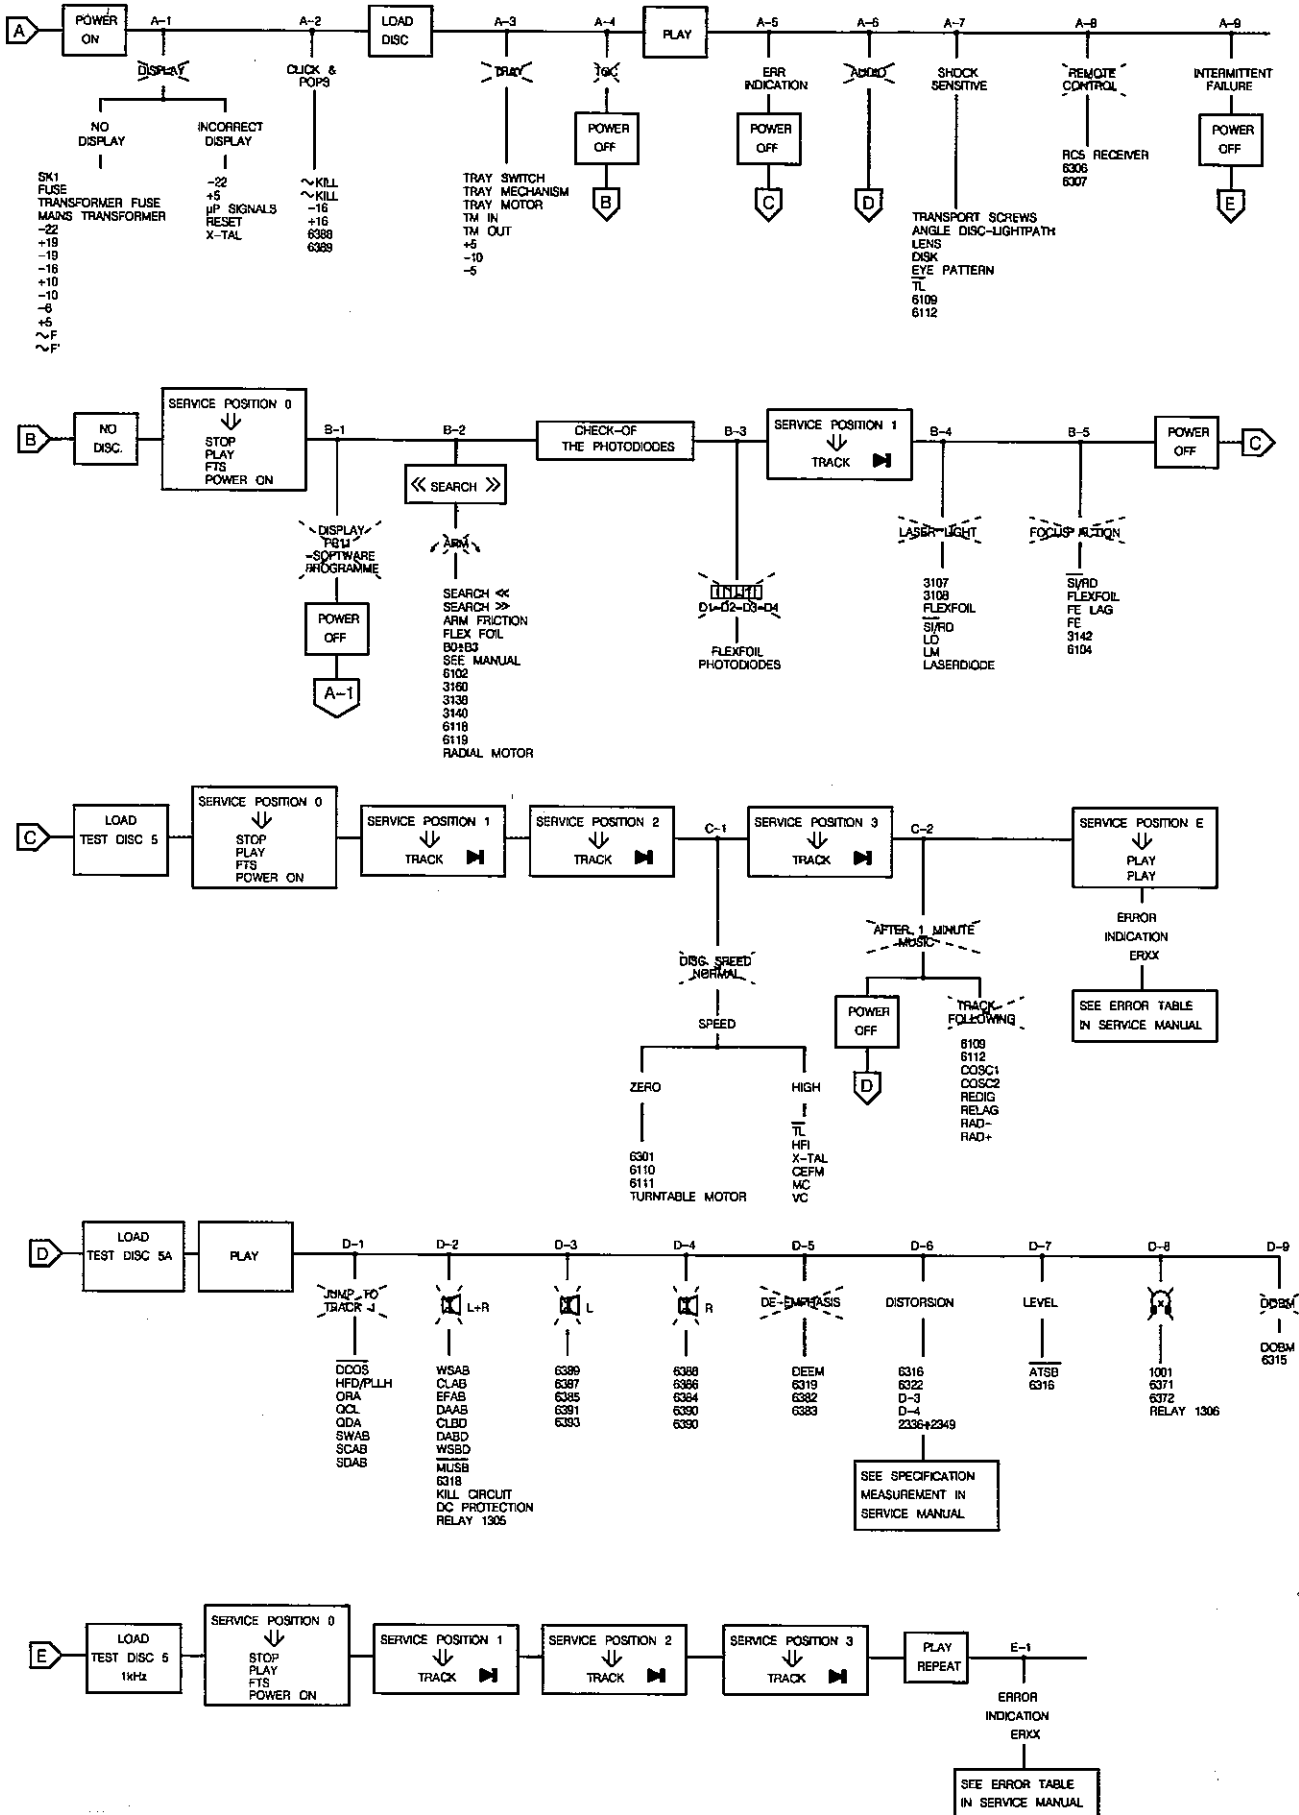 A
POWER
ON
A-1
A-2
LOAD
DISC
A-3
A-4
PLAY
A-5
A-6
A-7
A-8
A-9
DISPLAY
NO
DISPLAY
SK1
FUSE
TRANSFORMER FUSE
MAINS TRANSFORMER
-22
+19
-19
-16
+10
-10
-6
+5
~F
~F'
INCORRECT
DISPLAY
-22
+5
µP SIGNALS
RESET
X-TAL
CLICK &
POPS
~KILL
~KILL
-16
+16
6388
6389
TRAY
TRAY SWITCH
TRAY MECHANISM
TRAY MOTOR
TM IN
TM OUT
+5
-10
-5
TOC
POWER
OFF
B
ERR
INDICATION
POWER
OFF
C
AUDIO
D
SHOCK
SENSITIVE
TRANSPORT SCREWS
ANGLE DISC-LIGHTPATH
LENS
DISK
EYE PATTERN
TL
6109
6112
REMOTE
CONTROL
RC5 RECEIVER
6306
6307
INTERMITTENT
FAILURE
POWER
OFF
E
B
NO
DISC.
SERVICE POSITION 0
STOP
PLAY
FTS
POWER ON
B-1
B-2
CHECK-OF
THE PHOTODIODES
B-3
SERVICE POSITION 1
TRACK
B-4
B-5
POWER
OFF
C
DISPLAY
-SOFTWARE
PROGRAMME
POWER
OFF
A-1
<< SEARCH >>
ARM
SEARCH <<
SEARCH >>
ARM FRICTION
FLEX FOIL
B0÷B3
SEE MANUAL
6102
3160
3138
3140
6118
6119
RADIAL MOTOR
D1-D2-D3-D4
FLEXFOIL
PHOTODIODES
LASER-LIGHT
3107
3108
FLEXFOIL
SI/RD
LO
LM
LASERDIODE
FOCUS ACTION
SI/RD
FLEXFOIL
FE LAG
FE
3142
6104
C
LOAD
TEST DISC 5
SERVICE POSITION 0
STOP
PLAY
FTS
POWER ON
SERVICE POSITION 1
TRACK
SERVICE POSITION 2
TRACK
C-1
SERVICE POSITION 3
TRACK
C-2
SERVICE POSITION E
PLAY
PLAY
DISC SPEED
NORMAL
SPEED
ZERO
6301
6110
6111
TURNTABLE MOTOR
HIGH
TL
HFI
X-TAL
CEFM
MC
VC
AFTER 1 MINUTE
MUSIC
POWER
OFF
D
TRACK
FOLLOWING
6109
6112
COSC1
COSC2
REDIG
RELAG
RAD-
RAD+
ERROR
INDICATION
ERXX
SEE ERROR TABLE
IN SERVICE MANUAL
D
LOAD
TEST DISC 5A
PLAY
D-1
D-2
D-3
D-4
D-5
D-6
D-7
D-8
D-9
JUMP TO
TRACK 1
DCOS
HFD/PLLH
QRA
QCL
QDA
SWAB
SCAB
SDAB
L+R
WSAB
CLAB
EFAB
DAAB
CLBD
DABD
WSBD
MUSB
6318
KILL CIRCUIT
DC PROTECTION
RELAY 1305
L
6389
6387
6385
6391
6393
R
6388
6386
6384
6390
6390
DE-EMPHASIS
DEEM
6319
6382
6383
DISTORSION
6316
6322
D-3
D-4
2336÷2349
SEE SPECIFICATION
MEASUREMENT IN
SERVICE MANUAL
LEVEL
ATSB
6316
1001
6371
6372
RELAY 1306
DOBM
DOBM
6315
E
LOAD
TEST DISC 5
1kHz
SERVICE POSITION 0
STOP
PLAY
FTS
POWER ON
SERVICE POSITION 1
TRACK
SERVICE POSITION 2
TRACK
SERVICE POSITION 3
TRACK
PLAY
REPEAT
E-1
ERROR
INDICATION
ERXX
SEE ERROR TABLE
IN SERVICE MANUAL